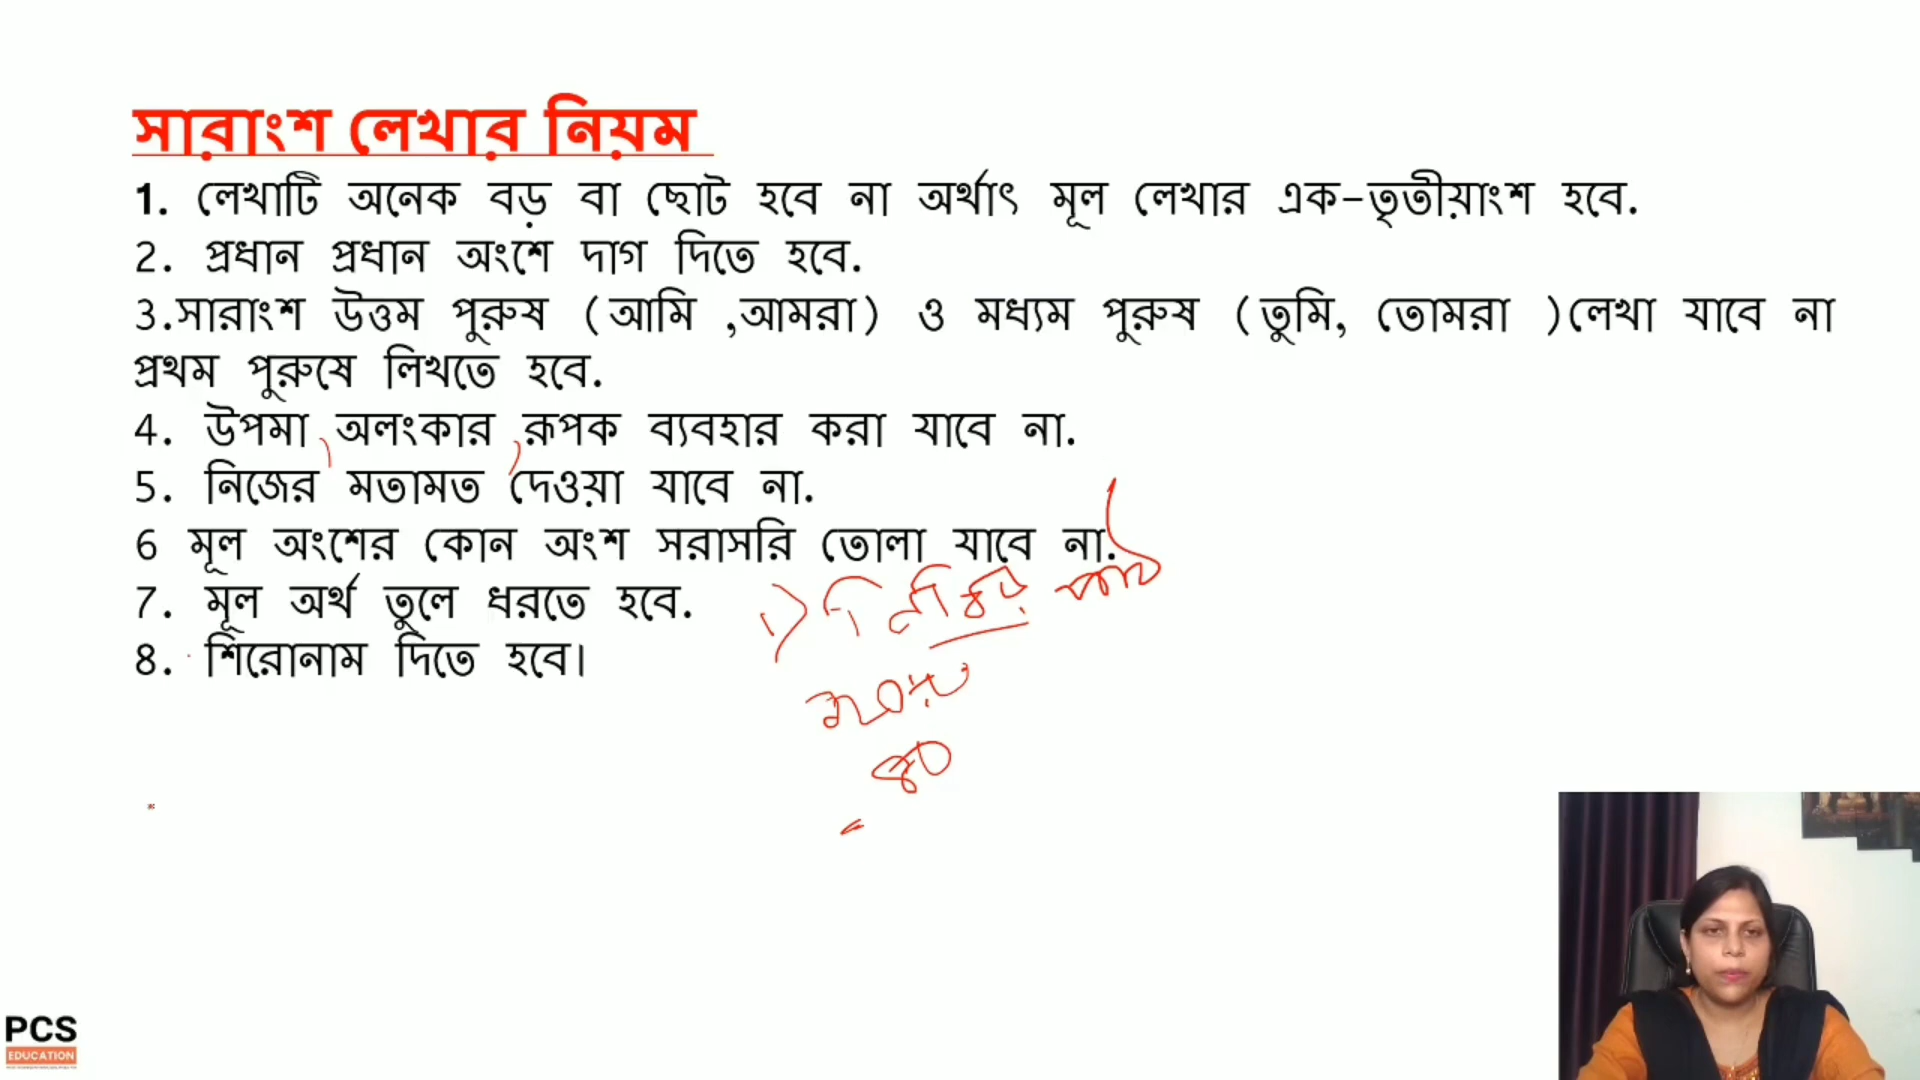 সারাংশ লেখার নিয়ম
1. লেখাটি অনেক বড় বা ছোট হবে না অর্থাৎ মূল লেখার এক-তৃতীয়াংশ হবে.
2. প্রধান প্রধান অংশে দাগ দিতে হবে.
3.সারাংশ উত্তম পুরুষ (আমি ,আমরা) ও মধ্যম পুরুষ (তুমি, তোমরা )লেখা যাবে না
প্রথম পুরুষে লিখতে হবে.
4. উপমা অলংকার রূপক ব্যবহার করা যাবে না.
5. নিজের মতামত দেওয়া যাবে না.
6 মূল অংশের কোন অংশ সরাসরি তোলা যাবে না.
7. মূল অর্থ তুলে ধরতে হবে.
8. শিরোনাম দিতে হবে।
PCS
EDUCATION